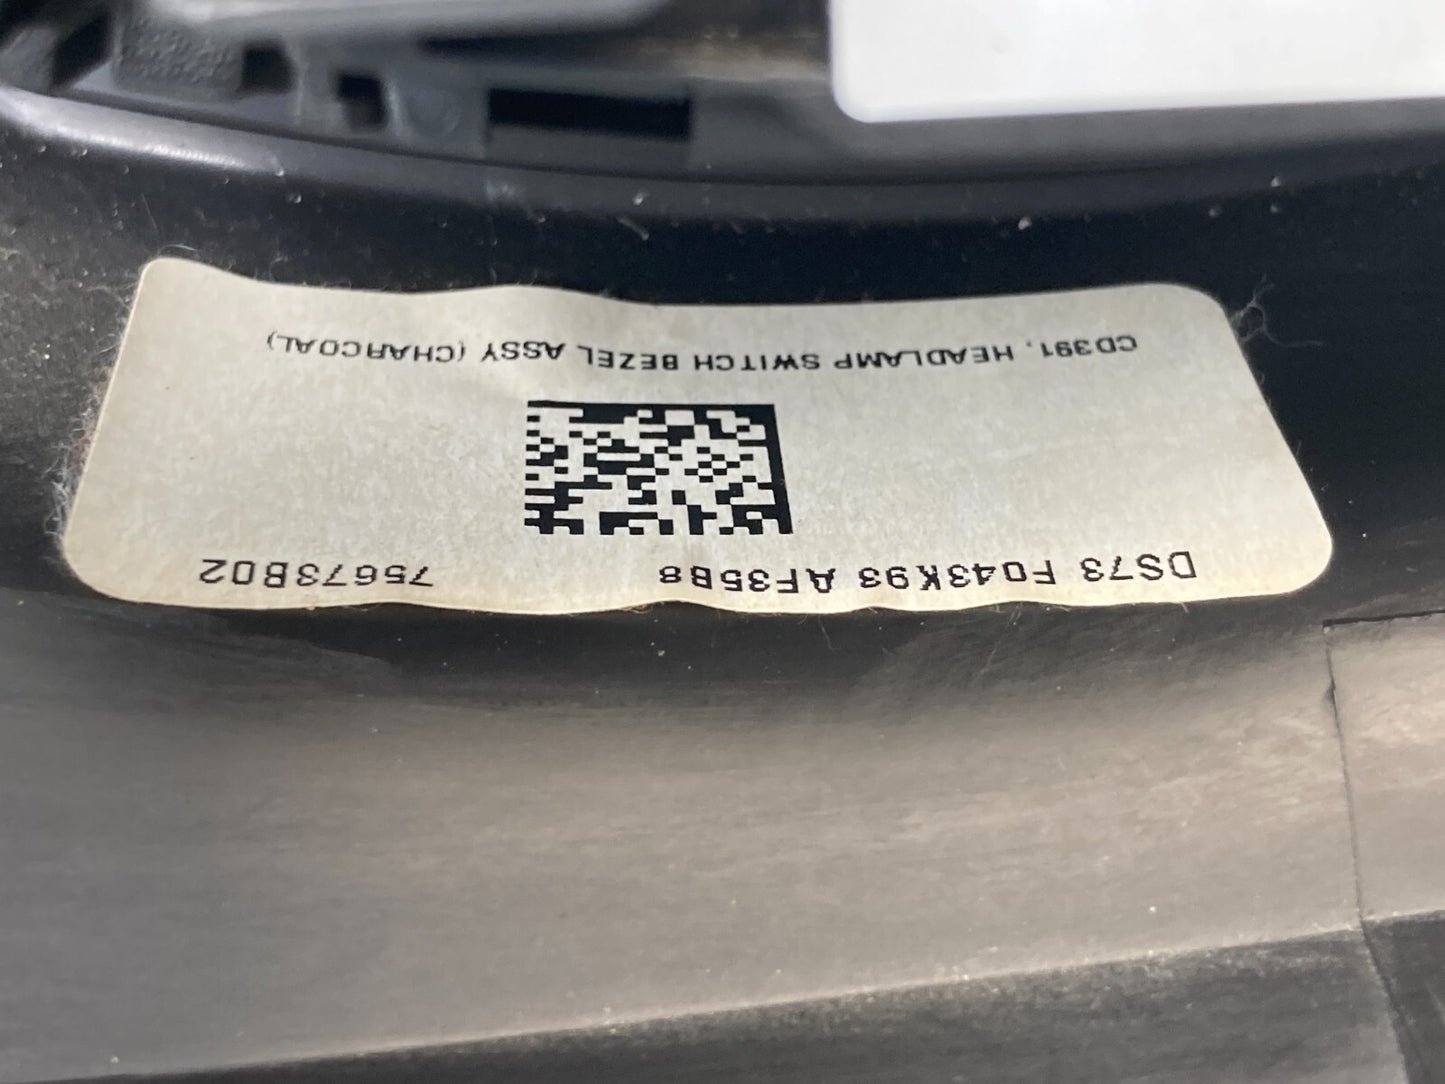 DS73 F043K93 AF35B8 75673B02
CD391, HEADLAMP SWITCH BEZEL ASSY (CHARCOAL)